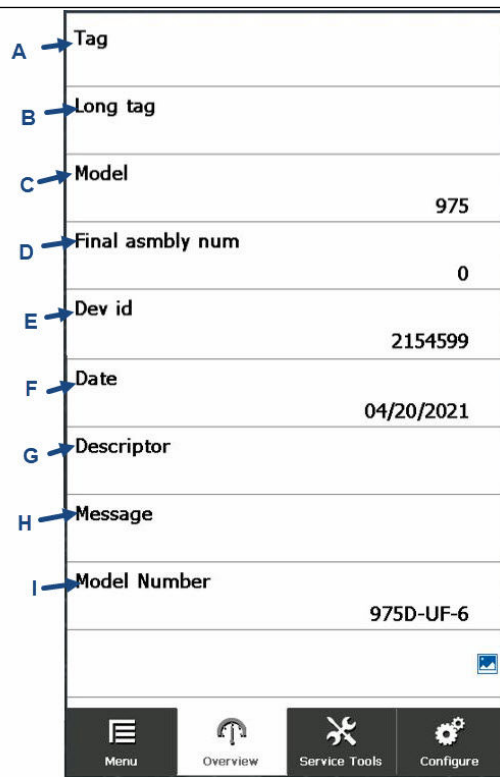 A Tag
B Long tag
C Model
975
D Final asmbly num
0
E Dev id
2154599
F Date
04/20/2021
G Descriptor
H Message
I Model Number
975D-UF-6
Menu Overview Service Tools Configure